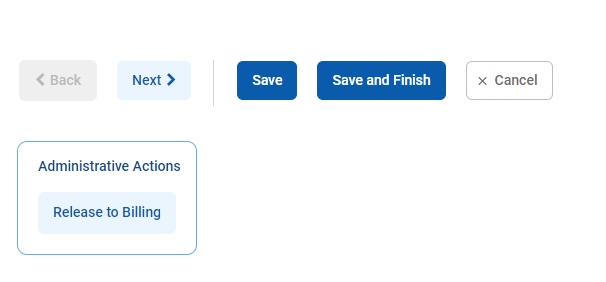 Back Next Save Save and Finish Cancel
Administrative Actions
Release to Billing